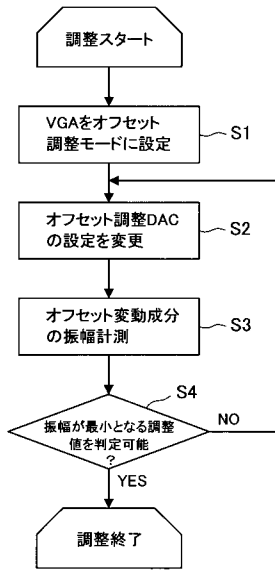 調整スタート
VGAをオフセット
調整モードに設定
S1
オフセット調整DAC
の設定を変更
S2
オフセット変動成分
の振幅計測
S3
S4
振幅が最小となる調整
値を判定可能
?
NO
YES
調整終了